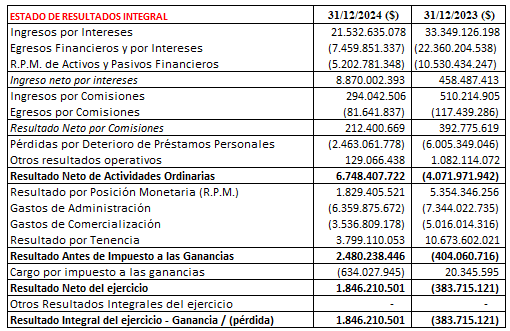 ESTADO DE RESULTADOS INTEGRAL 31/12/2024 ($) 31/12/2023 ($)
Ingresos por Intereses 21.532.635.078 33.349.126.198
Egresos Financieros y por Intereses (7.459.851.337) (22.360.204.538)
R.P.M. de Activos y Pasivos Financieros (5.202.781.348) (10.530.434.247)
Ingreso neto por intereses 8.870.002.393 458.487.413
Ingresos por Comisiones 294.042.506 510.214.905
Egresos por Comisiones (81.641.837) (117.439.286)
Resultado Neto por Comisiones 212.400.669 392.775.619
Pérdidas por Deterioro de Préstamos Personales (2.463.061.778) (6.005.349.046)
Otros resultados operativos 129.066.438 1.082.114.072
Resultado Neto de Actividades Ordinarias 6.748.407.722 (4.071.971.942)
Resultado por Posición Monetaria (R.P.M.) 1.829.405.521 5.354.346.256
Gastos de Administración (6.359.875.672) (7.344.022.735)
Gastos de Comercialización (3.536.809.178) (5.016.014.316)
Resultado por Tenencia 3.799.110.053 10.673.602.021
Resultado Antes de Impuesto a las Ganancias 2.480.238.446 (404.060.716)
Cargo por impuesto a las ganancias (634.027.945) 20.345.595
Resultado Neto del ejercicio 1.846.210.501 (383.715.121)
Otros Resultados Integrales del ejercicio - -
Resultado Integral del ejercicio - Ganancia / (pérdida) 1.846.210.501 (383.715.121)